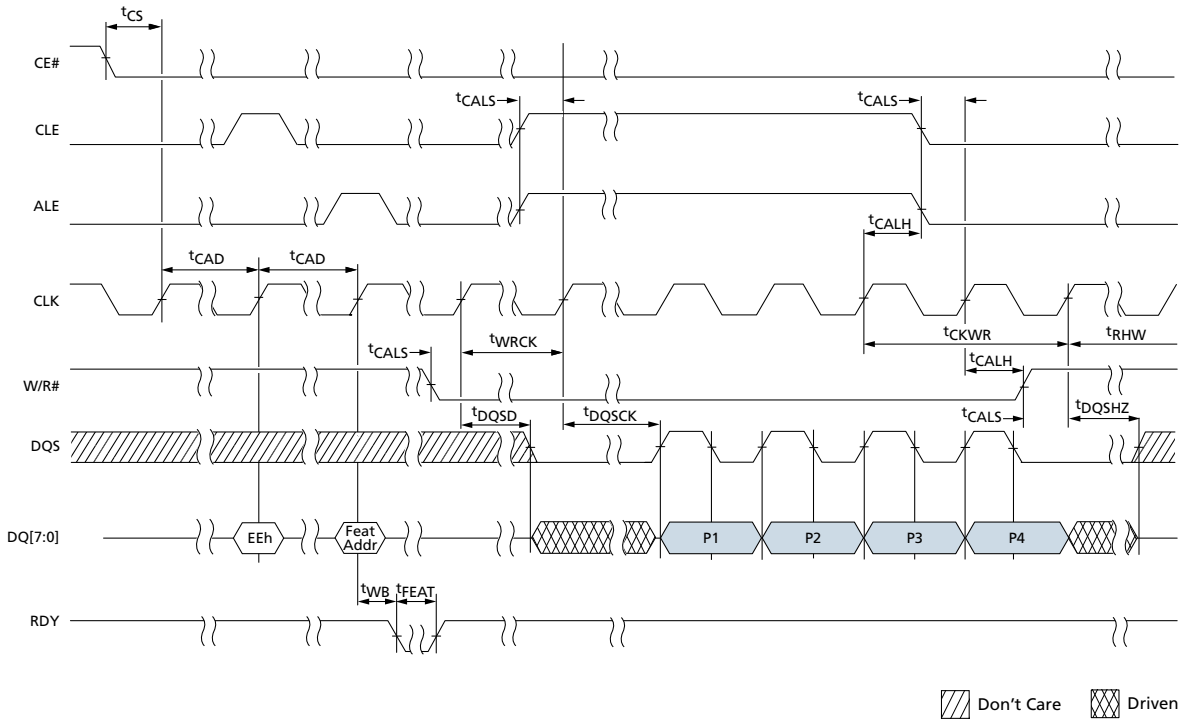 tCS
CE#
tCALS
tCALS
CLE
ALE
tCALH
tCAD
tCAD
CLK
tWRCK
tCKWR
tRHW
tCALS
tCALH
W/R#
tDQSD
tDQSCK
tCALS
tDQSHZ
DQS
DQ[7:0]
EEh
Feat
Addr
P1
P2
P3
P4
tWB
tFEAT
RDY
Don't Care
Driven